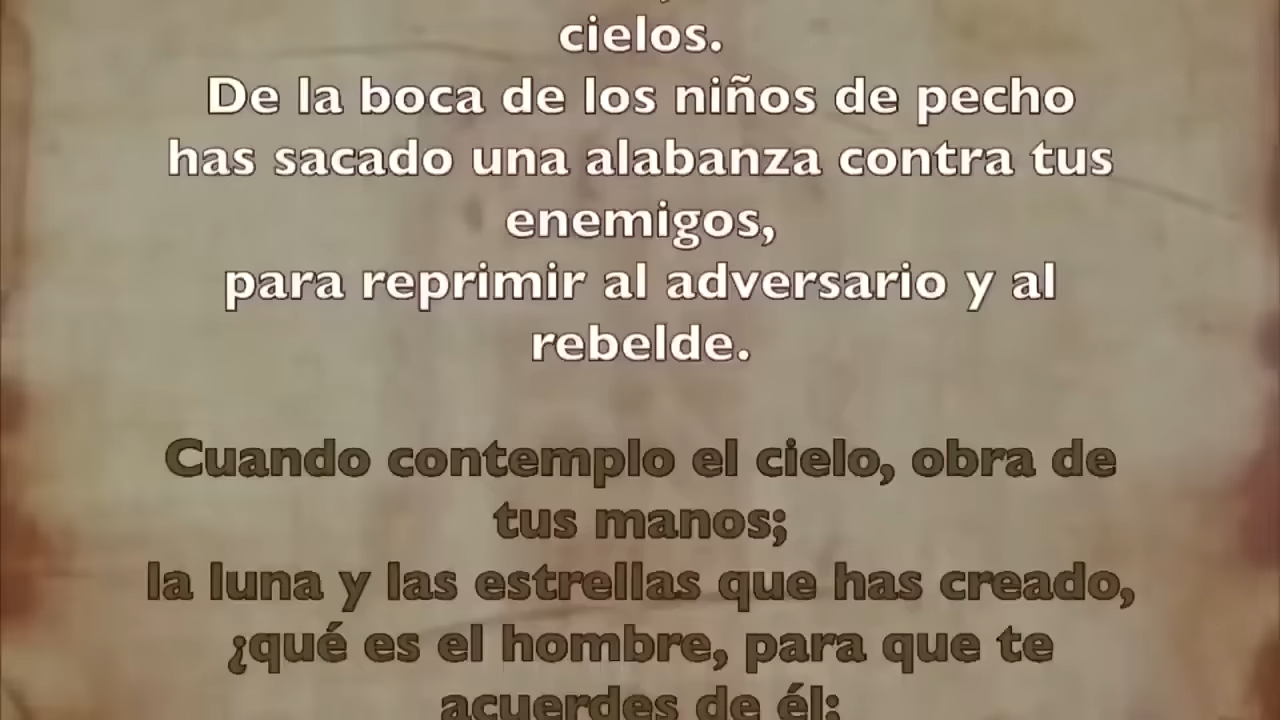 cielos.
De la boca de los niños de pecho
has sacado una alabanza contra tus
enemigos,
para reprimir al adversario y al
rebelde.
Cuando contemplo el cielo, obra de
tus manos;
la luna y las estrellas que has creado,
¿qué es el hombre, para que te
acuerdes de él;